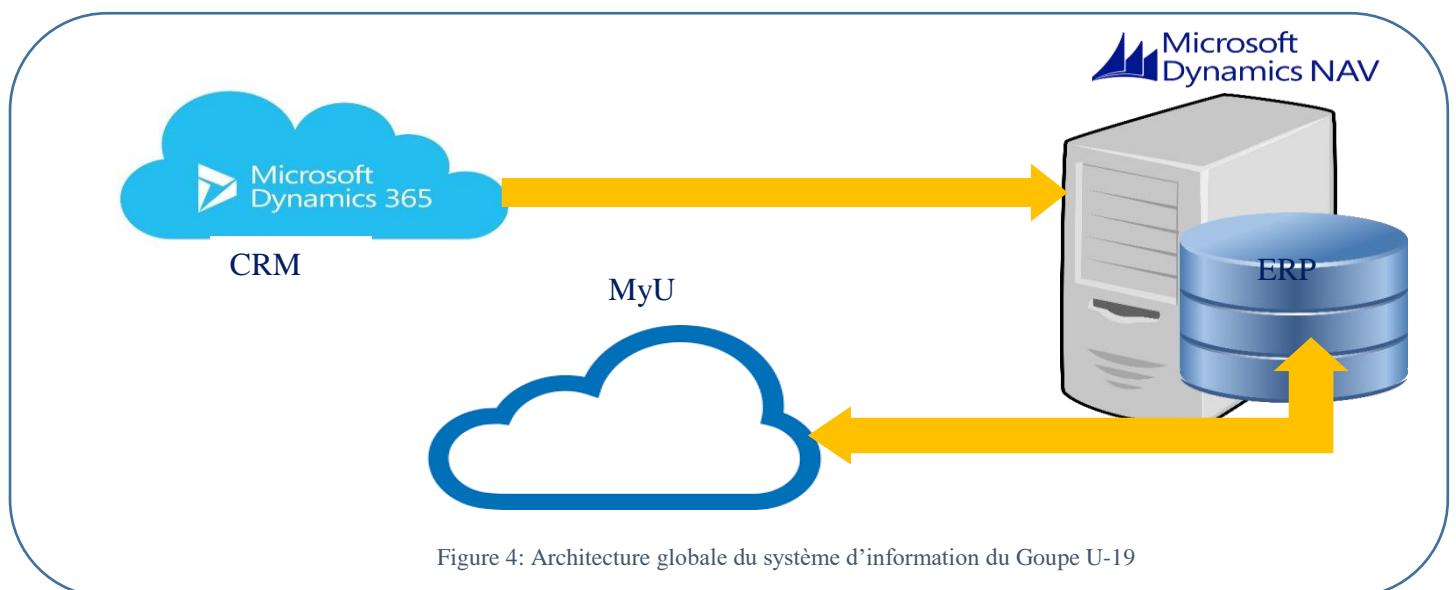 Microsoft
Dynamics NAV
Microsoft
Dynamics 365
CRM
ERP
MyU
Figure 4: Architecture globale du système d’information du Goupe U-19